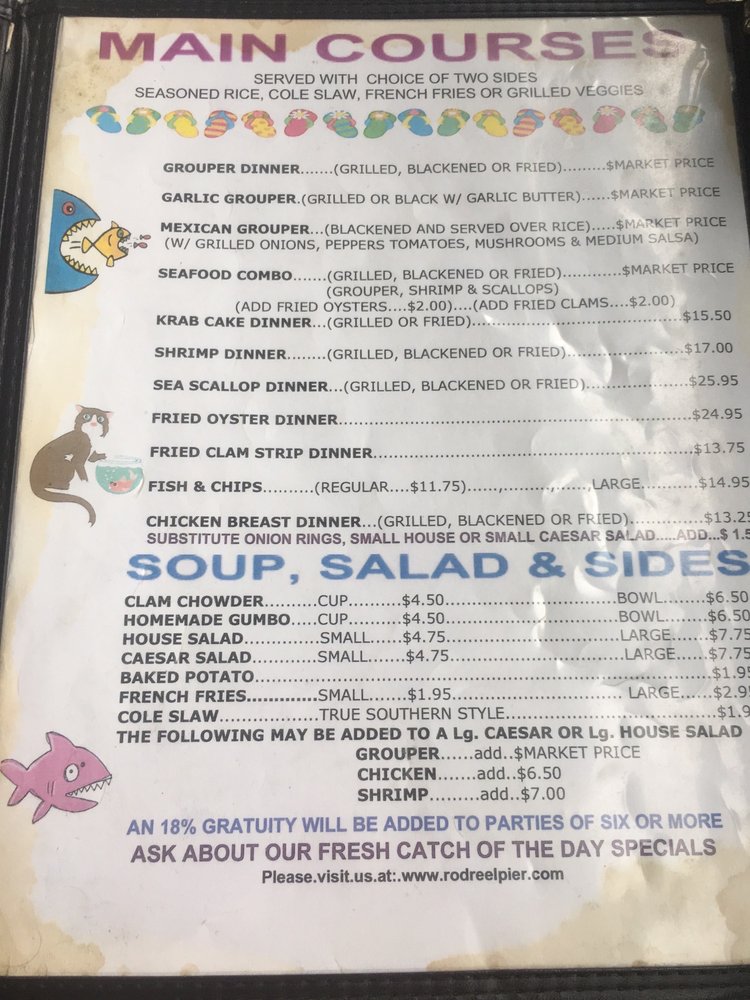 MAIN COURSES
SERVED WITH CHOICE OF TWO SIDES
SEASONED RICE, COLE SLAW, FRENCH FRIES OR GRILLED VEGGIES
GROUPER DINNER.......(GRILLED, BLACKENED OR FRIED).........$MARKET PRICE
GARLIC GROUPER.(GRILLED OR BLACK W/ GARLIC BUTTER)......$MARKET PRICE
MEXICAN GROUPER...(BLACKENED AND SERVED OVER RICE).....$MARKET PRICE
(W/ GRILLED ONIONS, PEPPERS TOMATOES, MUSHROOMS & MEDIUM SALSA)
SEAFOOD COMBO.......(GRILLED, BLACKENED OR FRIED)............$MARKET PRICE
(GROUPER, SHRIMP & SCALLOPS)
(ADD FRIED OYSTERS....$2.00)....(ADD FRIED CLAMS....$2.00)
KRAB CAKE DINNER...(GRILLED OR FRIED)..........................................$15.50
SHRIMP DINNER........(GRILLED, BLACKENED OR FRIED).......................$17.00
SEA SCALLOP DINNER...(GRILLED, BLACKENED OR FRIED)....................$25.95
FRIED OYSTER DINNER......................................................................$24.95
FRIED CLAM STRIP DINNER................................................................$13.75
FISH & CHIPS..........(REGULAR....$11.75)......,........,.......LARGE...........$14.95
CHICKEN BREAST DINNER...(GRILLED, BLACKENED OR FRIED)...............$13.25
SUBSTITUTE ONION RINGS, SMALL HOUSE OR SMALL CAESAR SALAD.....ADD...$ 1.5
SOUP, SALAD & SIDES
CLAM CHOWDER..........CUP..........$4.50..................................BOWL........$6.50
HOMEMADE GUMBO.....CUP..........$4.50..................................BOWL........$6.50
HOUSE SALAD..............SMALL......$4.75..................................LARGE......$7.75
CAESAR SALAD............SMALL.......$4.75..................................LARGE......$7.75
BAKED POTATO..............................................................................$1.95
FRENCH FRIES.............SMALL......$1.95.................................. LARGE......$2.9
COLE SLAW...................TRUE SOUTHERN STYLE........................................$1.9
THE FOLLOWING MAY BE ADDED TO A Lg. CAESAR OR Lg. HOUSE SALAD
GROUPER......add..$MARKET PRICE
CHICKEN.......add..$6.50
SHRIMP.........add..$7.00
AN 18% GRATUITY WILL BE ADDED TO PARTIES OF SIX OR MORE
ASK ABOUT OUR FRESH CATCH OF THE DAY SPECIALS
Please.visit.us.at:.www.rodreelpier.com